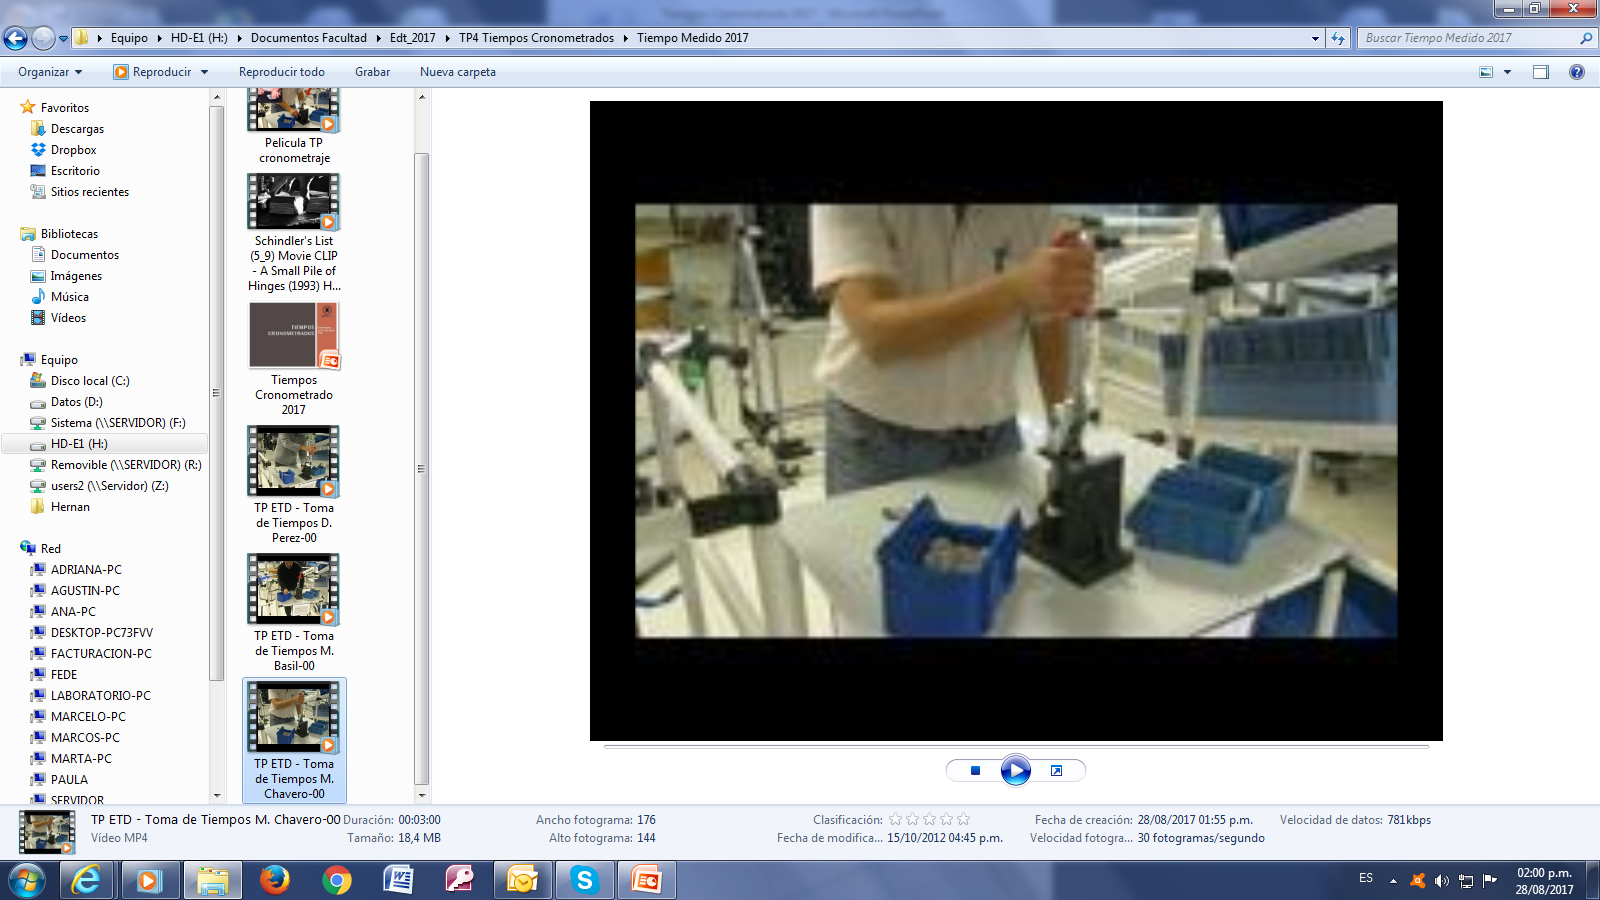 Equipo HD-E1 (H:) Documentos Facultad Edt_2017 TP4 Tiempos Cronometrados Tiempo Medido 2017
Buscar Tiempo Medido 2017
Organizar Reproducir Reproducir todo Grabar Nueva carpeta
Favoritos
Descargas
Dropbox
Escritorio
Sitios recientes
Bibliotecas
Documentos
Imágenes
Música
Vídeos
Equipo
Disco local (C:)
Datos (D:)
Sistema (\\SERVIDOR) (F:)
HD-E1 (H:)
Removible (\\SERVIDOR) (R:)
users2 (\\Servidor) (Z:)
Hernan
Red
ADRIANA-PC
AGUSTIN-PC
ANA-PC
DESKTOP-PC73FVV
FACTURACION-PC
FEDE
LABORATORIO-PC
MARCELO-PC
MARCOS-PC
MARTA-PC
PAULA
SERVIDOR
Pelicula TP
cronometraje
Schindler's List
(5_9) Movie CLIP
- A Small Pile of
Hinges (1993) H...
TIEMPOS
CRONOMETRADOS
Tiempos
Cronometrado
2017
TP ETD - Toma
de Tiempos D.
Perez-00
TP ETD - Toma
de Tiempos M.
Basil-00
TP ETD - Toma
de Tiempos M.
Chavero-00
TP ETD - Toma de Tiempos M. Chavero-00 Duración: 00:03:00 Ancho fotograma: 176 Clasificación: Fecha de creación: 28/08/2017 01:55 p.m. Velocidad de datos: 781kbps
Vídeo MP4 Tamaño: 18,4 MB Alto fotograma: 144 Fecha de modifica... 15/10/2012 04:45 p.m. Velocidad fotogra... 30 fotogramas/segundo
ES
02:00 p.m.
28/08/2017